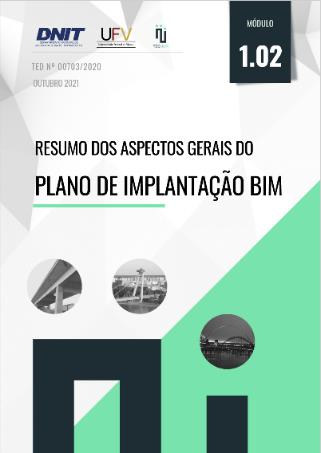 DNIT
UFV
MÓDULO
1.02
TED Nº 00703/2020
OUTUBRO 2021
RESUMO DOS ASPECTOS GERAIS DO
PLANO DE IMPLANTAÇÃO BIM